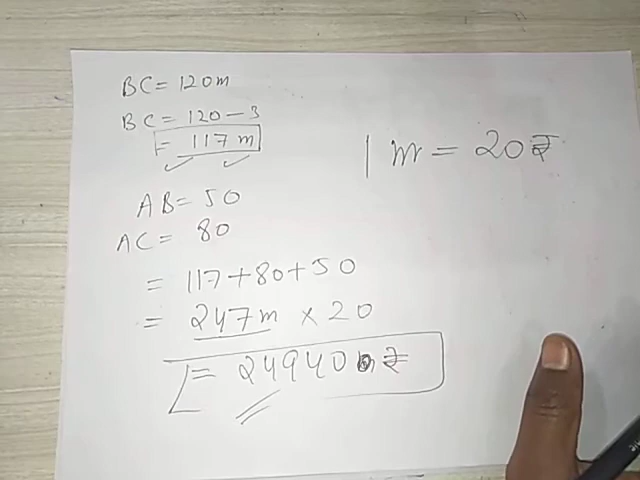 BC = 120m
BC = 120 - 3
= 117 m
1 m = 20 ₹
AB = 50
AC = 80
= 117 + 80 + 50
= 247m × 20
= 24940 ₹